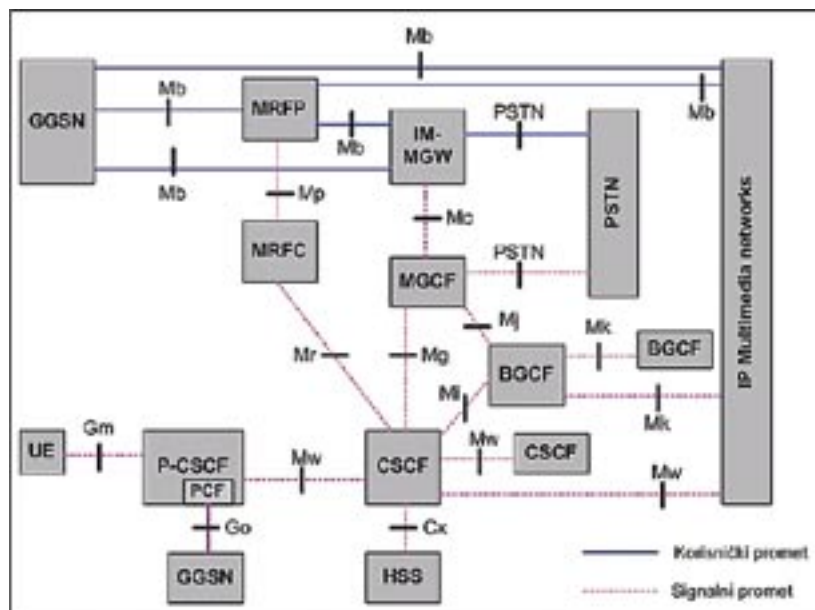 Mb
GGSN
Mb
MRFP
Mb
IM-
MGW
PSTN
Mb
Mb
Mp
Mc
PSTN
IP Multimedia networks
MRFC
MGCF
PSTN
Mj
Mr
Mg
Mk
BGCF
BGCF
Mi
Mk
UE
Gm
P-CSCF
PCF
Mw
CSCF
Mw
CSCF
Mw
Go
Cx
GGSN
HSS
Korisnički promet
Signalni promet